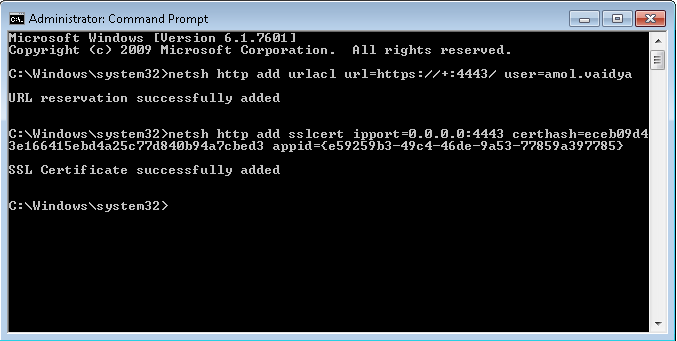 Administrator: Command Prompt
Microsoft Windows [Version 6.1.7601]
Copyright (c) 2009 Microsoft Corporation.  All rights reserved.
C:\Windows\system32>netsh http add urlacl url=https://+:4443/ user=amol.vaidya
URL reservation successfully added
C:\Windows\system32>netsh http add sslcert ipport=0.0.0.0:4443 certhash=eceb09d4
3e166415ebd4a25c77d840b94a7cbed3 appid={e59259b3-49c4-46de-9a53-77859a397785}
SSL Certificate successfully added
C:\Windows\system32>